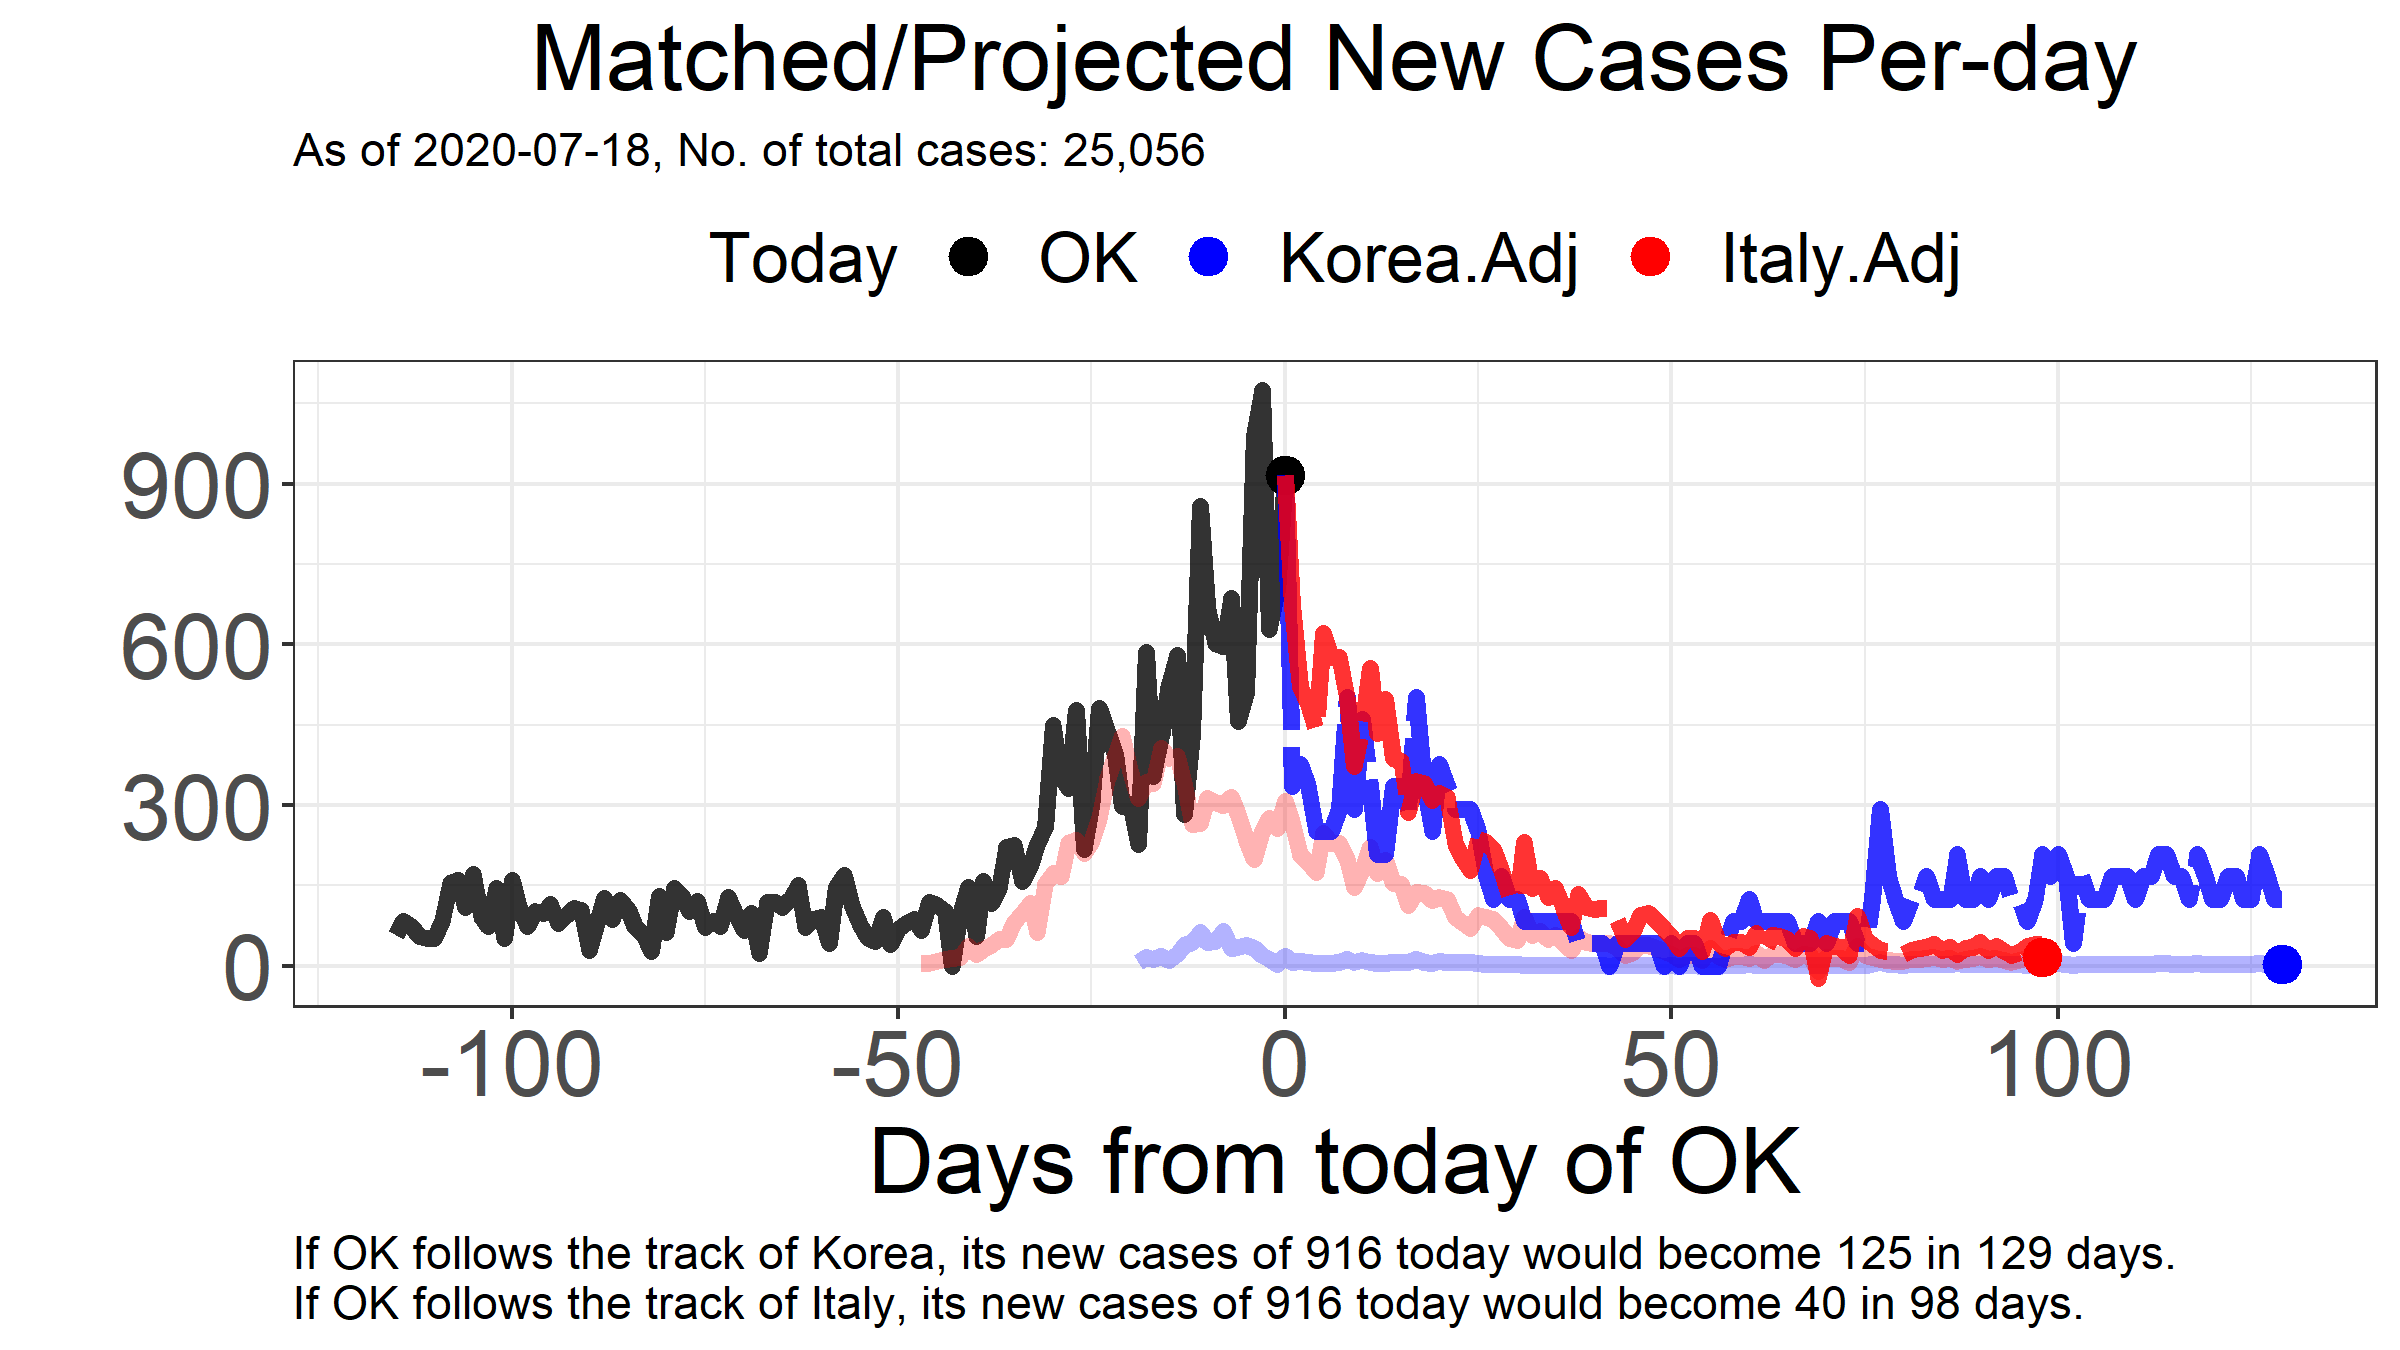 Matched/Projected New Cases Per-day
As of 2020-07-18, No. of total cases: 25,056
Today OK Korea.Adj Italy.Adj
900
600
300
0
-100 -50 0 50 100
Days from today of OK
If OK follows the track of Korea, its new cases of 916 today would become 125 in 129 days.
If OK follows the track of Italy, its new cases of 916 today would become 40 in 98 days.